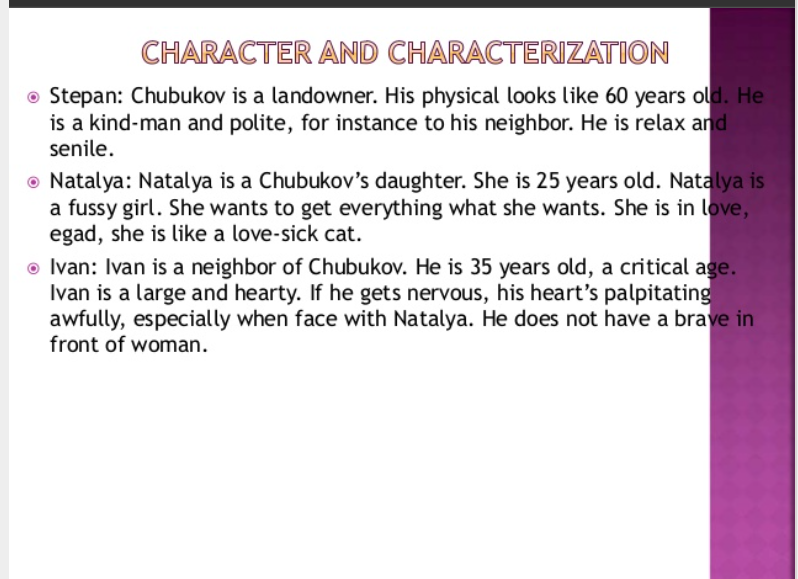 CHARACTER AND CHARACTERIZATION
Stepan: Chubukov is a landowner. His physical looks like 60 years old. He
is a kind-man and polite, for instance to his neighbor. He is relax and
senile.
Natalya: Natalya is a Chubukov’s daughter. She is 25 years old. Natalya is
a fussy girl. She wants to get everything what she wants. She is in love,
egad, she is like a love-sick cat.
Ivan: Ivan is a neighbor of Chubukov. He is 35 years old, a critical age.
Ivan is a large and hearty. If he gets nervous, his heart’s palpitating
awfully, especially when face with Natalya. He does not have a brave in
front of woman.